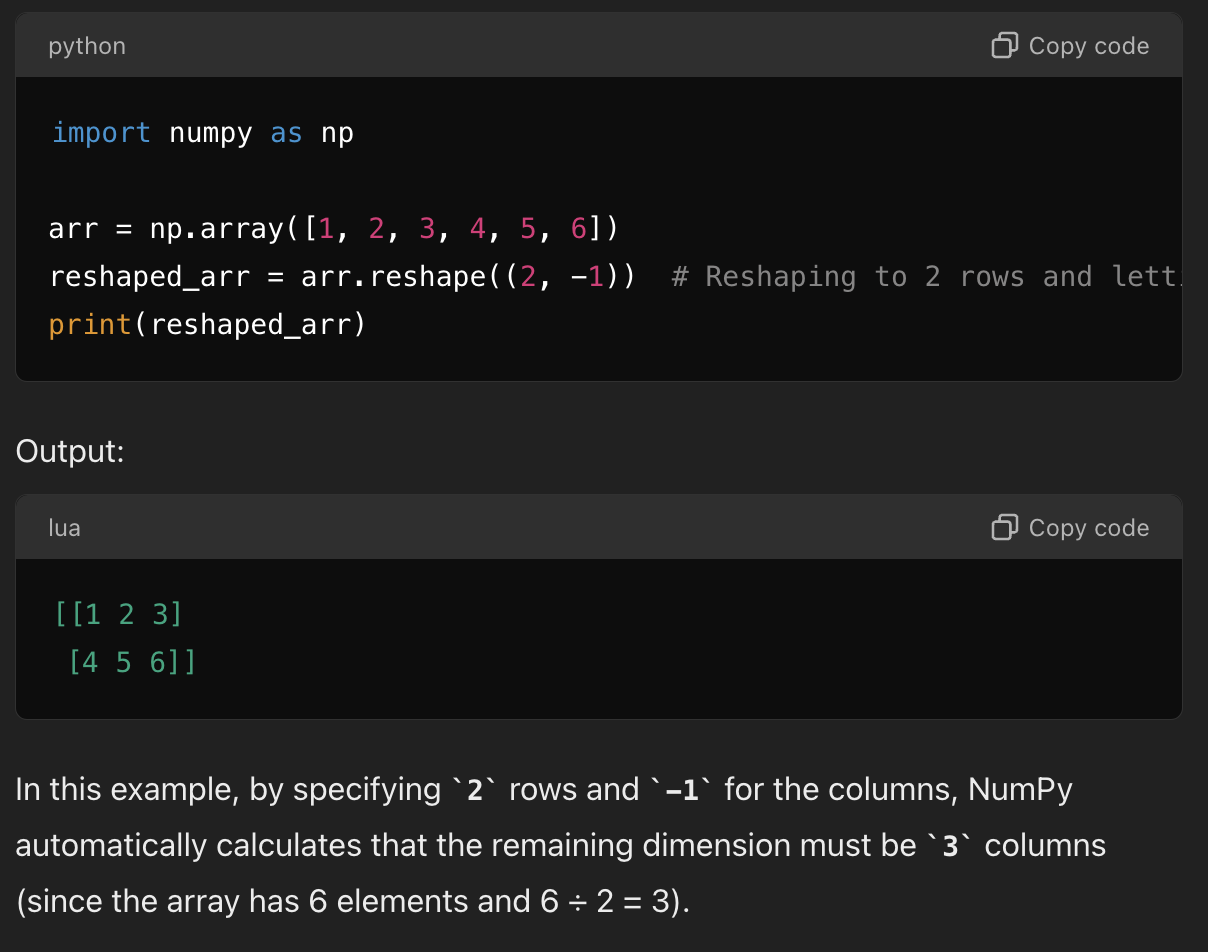 python
Copy code
import numpy as np
arr = np.array([1, 2, 3, 4, 5, 6])
reshaped_arr = arr.reshape((2, -1))  # Reshaping to 2 rows and
print(reshaped_arr)
Output:
lua
Copy code
[[1 2 3]
 [4 5 6]]
In this example, by specifying `2` rows and `-1` for the columns, NumPy
automatically calculates that the remaining dimension must be `3` columns
(since the array has 6 elements and 6 ÷ 2 = 3).